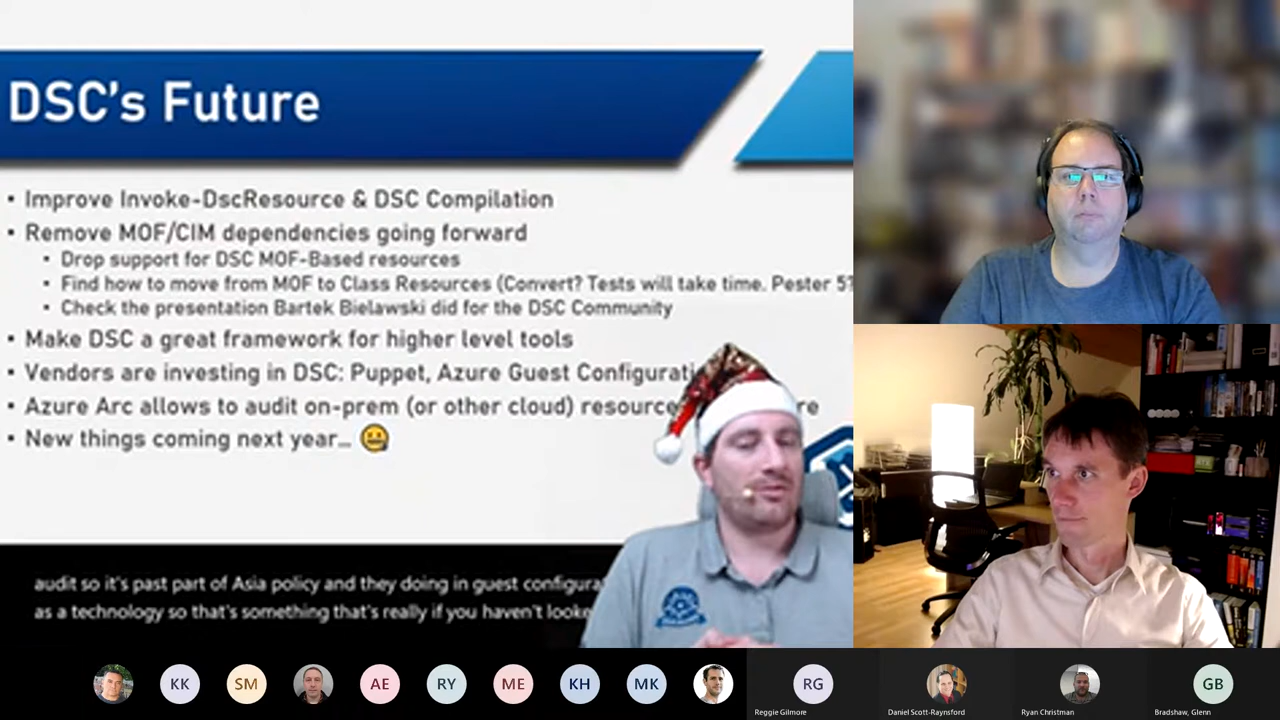 DSC's Future
• Improve Invoke-DscResource & DSC Compilation
• Remove MOF/CIM dependencies going forward
• Drop support for DSC MOF-Based resources
• Find how to move from MOF to Class Resources (Convert? Tests will take time. Pester 5?
• Check the presentation Bartek Bielawski did for the DSC Community
• Make DSC a great framework for higher level tools
• Vendors are investing in DSC: Puppet, Azure Guest Configurati
• Azure Arc allows to audit on-prem (or other cloud) resource re
• New things coming next year...
audit so it's past part of Asia policy and they doing in guest configura
as a technology so that's something that's really if you haven't looke
KK
SM
AE
RY
ME
KH
MK
RG
GB
Reggie Gilmore
Daniel Scott-Raynsford
Ryan Christman
Bradshaw, Glenn